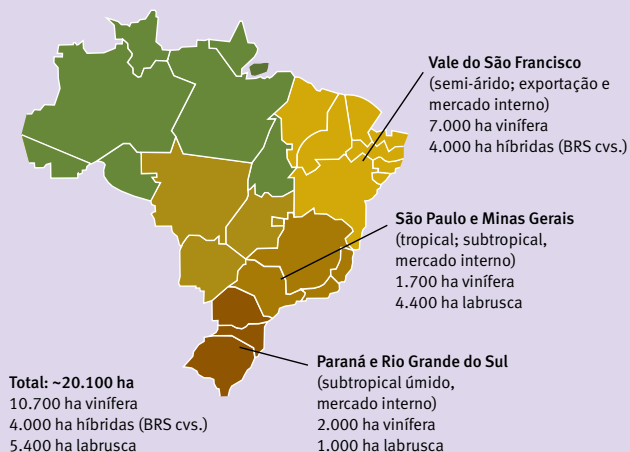 Vale do São Francisco
(semi-árido; exportação e
mercado interno)
7.000 ha vinífera
4.000 ha híbridas (BRS cvs.)
São Paulo e Minas Gerais
(tropical; subtropical,
mercado interno)
1.700 ha vinífera
4.400 ha labrusca
Paraná e Rio Grande do Sul
(subtropical úmido,
mercado interno)
2.000 ha vinífera
1.000 ha labrusca
Total: ~20.100 ha
10.700 ha vinífera
4.000 ha híbridas (BRS cvs.)
5.400 ha labrusca